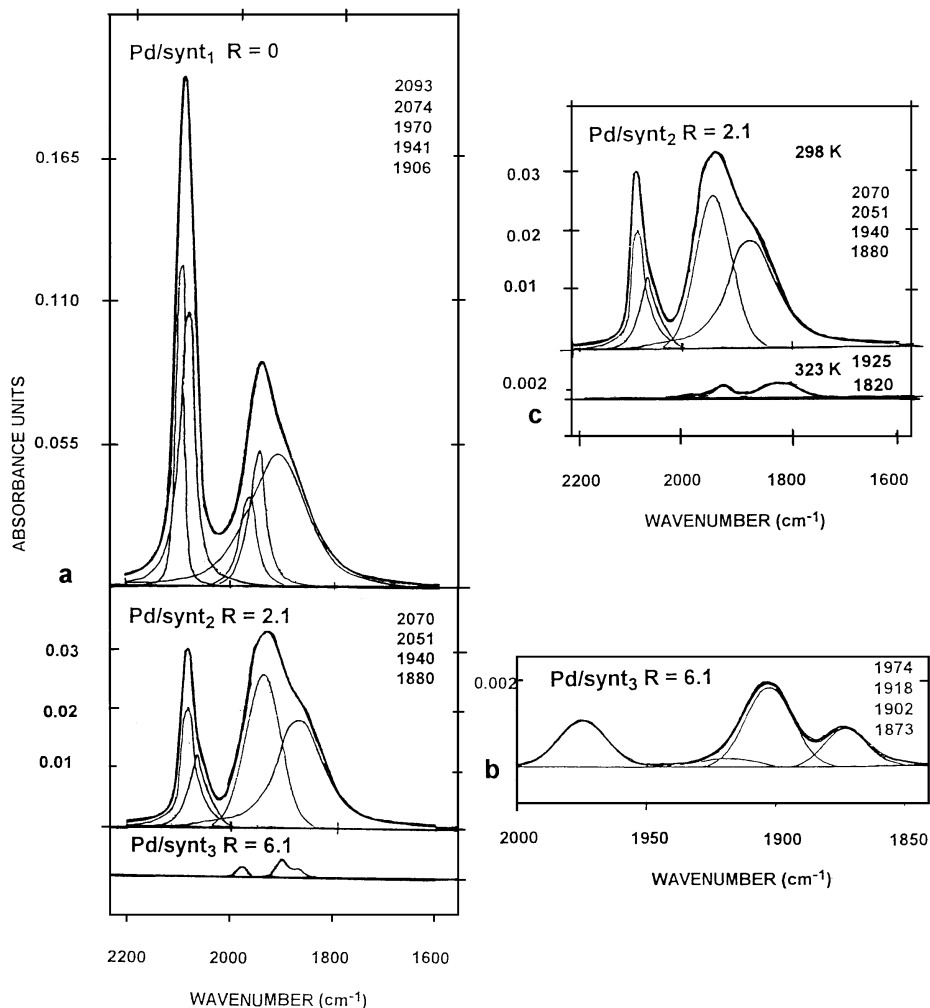 Pd/synt1 R = 0
2093
2074
1970
1941
1906
0.165
0.110
0.055
ABSORBANCE UNITS
a
Pd/synt2 R = 2.1
2070
2051
1940
1880
0.03
0.02
0.01
Pd/synt3 R = 6.1
2200 2000 1800 1600
WAVENUMBER (cm-1)
Pd/synt2 R = 2.1
298 K
2070
2051
1940
1880
0.03
0.02
0.01
323 K
1925
1820
0.002
c
2200 2000 1800 1600
WAVENUMBER (cm-1)
Pd/synt3 R = 6.1
1974
1918
1902
1873
0.002
b
2000 1950 1900 1850
WAVENUMBER (cm-1)